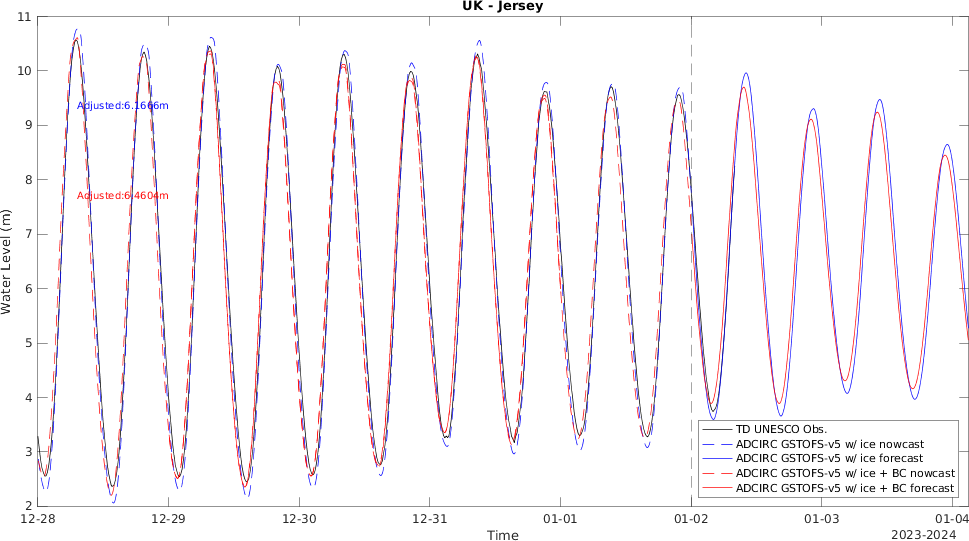 UK - Jersey
11
10
9
8
7
6
5
4
3
2
Water Level (m)
Adjusted:6.1666m
Adjusted:6.4604m
TD UNESCO Obs.
ADCIRC GSTOFS-v5 w/ ice nowcast
ADCIRC GSTOFS-v5 w/ ice forecast
ADCIRC GSTOFS-v5 w/ ice + BC nowcast
ADCIRC GSTOFS-v5 w/ ice + BC forecast
12-28 12-29 12-30 12-31 01-01 01-02 01-03 01-04
Time
2023-2024